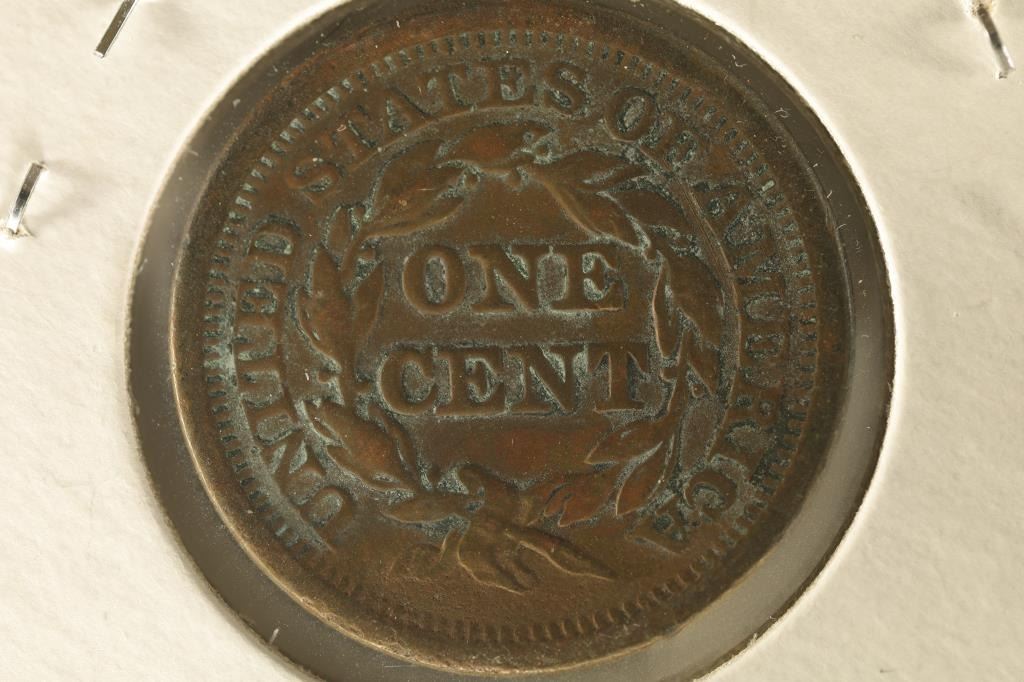 UNITED STATES OF AMERICA
ONE
CENT